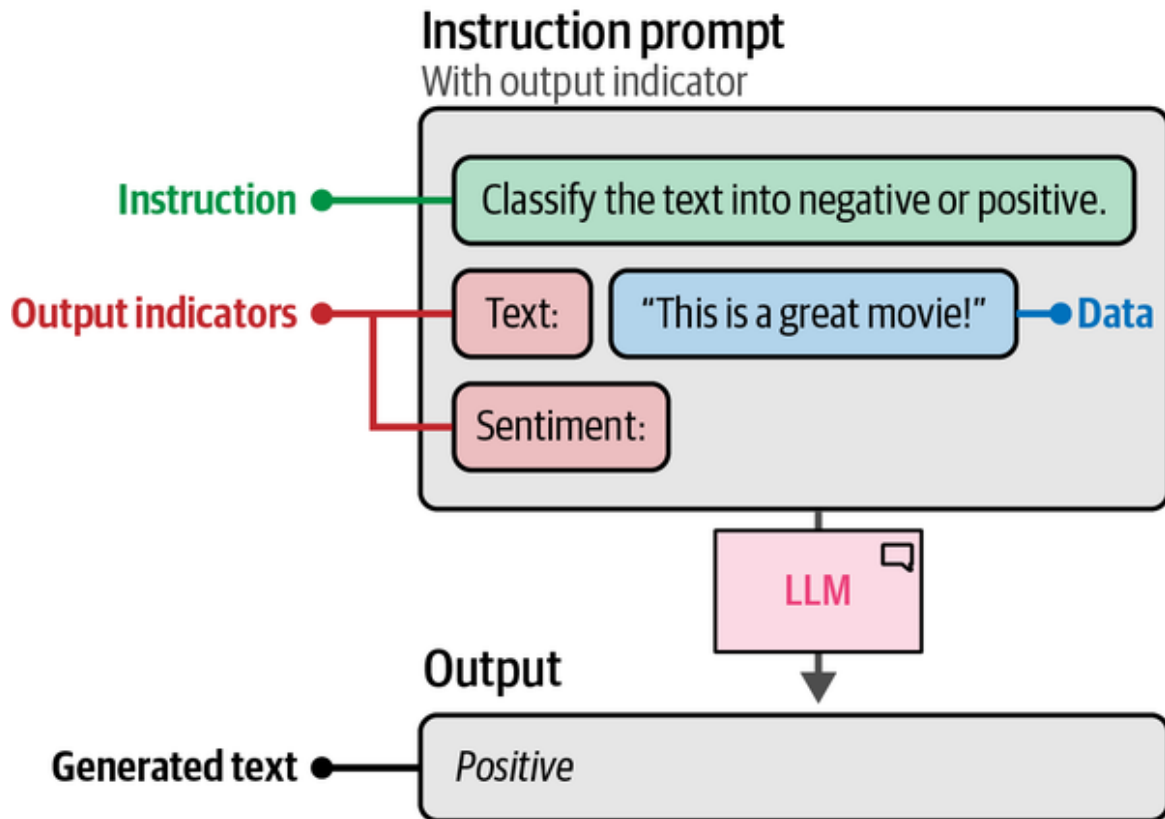 Instruction prompt
With output indicator
Instruction
Classify the text into negative or positive.
Output indicators
Text:
“This is a great movie!”
Data
Sentiment:
LLM
Output
Generated text
Positive